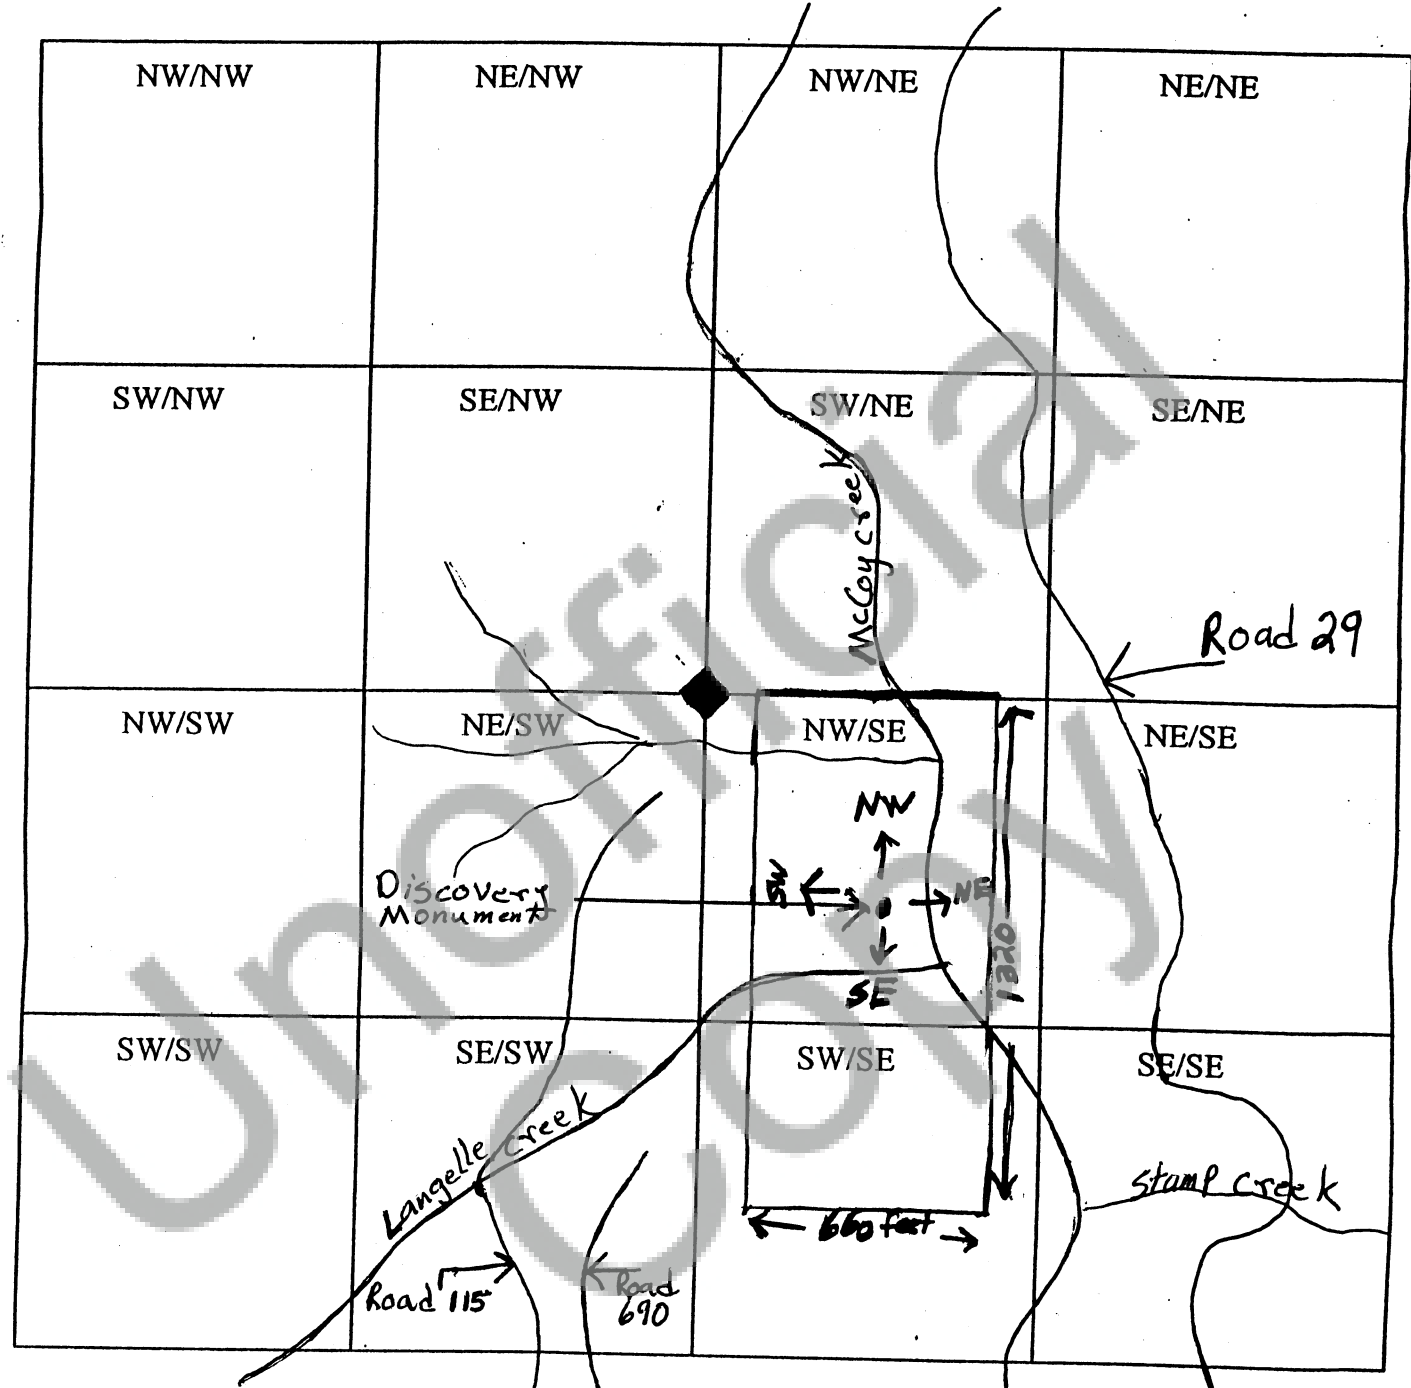 NW/NW
NE/NW
NW/NE
NE/NE
SW/NW
SE/NW
SW/NE
SE/NE
McCoy Creek
Road 29
NW/SW
NE/SW
NW/SE
NE/SE
NW
SW
NE
Discovery
Monument
1320
SE
SW/SW
SE/SW
SW/SE
SE/SE
Langelle Creek
Stamp Creek
660 feet
Road 115
Road
690
Unofficial
Copy